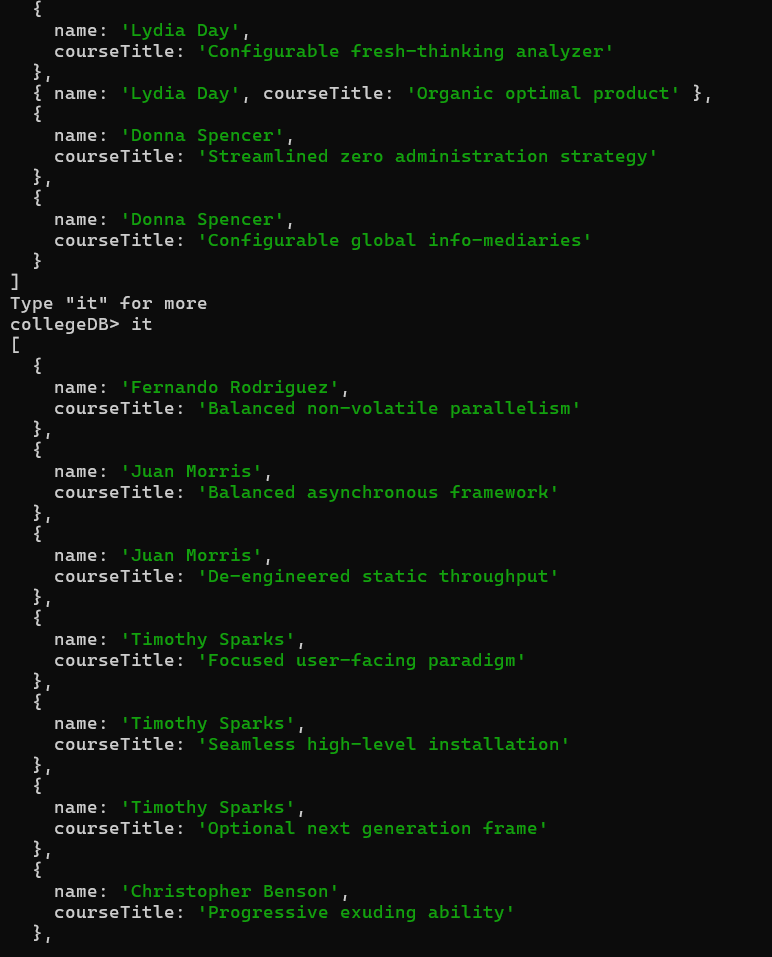 {
    name: 'Lydia Day',
    courseTitle: 'Configurable fresh-thinking analyzer'
  },
  { name: 'Lydia Day', courseTitle: 'Organic optimal product' },
  {
    name: 'Donna Spencer',
    courseTitle: 'Streamlined zero administration strategy'
  },
  {
    name: 'Donna Spencer',
    courseTitle: 'Configurable global info-mediaries'
  }
]
Type "it" for more
collegeDB> it
[
  {
    name: 'Fernando Rodriguez',
    courseTitle: 'Balanced non-volatile parallelism'
  },
  {
    name: 'Juan Morris',
    courseTitle: 'Balanced asynchronous framework'
  },
  {
    name: 'Juan Morris',
    courseTitle: 'De-engineered static throughput'
  },
  {
    name: 'Timothy Sparks',
    courseTitle: 'Focused user-facing paradigm'
  },
  {
    name: 'Timothy Sparks',
    courseTitle: 'Seamless high-level installation'
  },
  {
    name: 'Timothy Sparks',
    courseTitle: 'Optional next generation frame'
  },
  {
    name: 'Christopher Benson',
    courseTitle: 'Progressive exuding ability'
  },